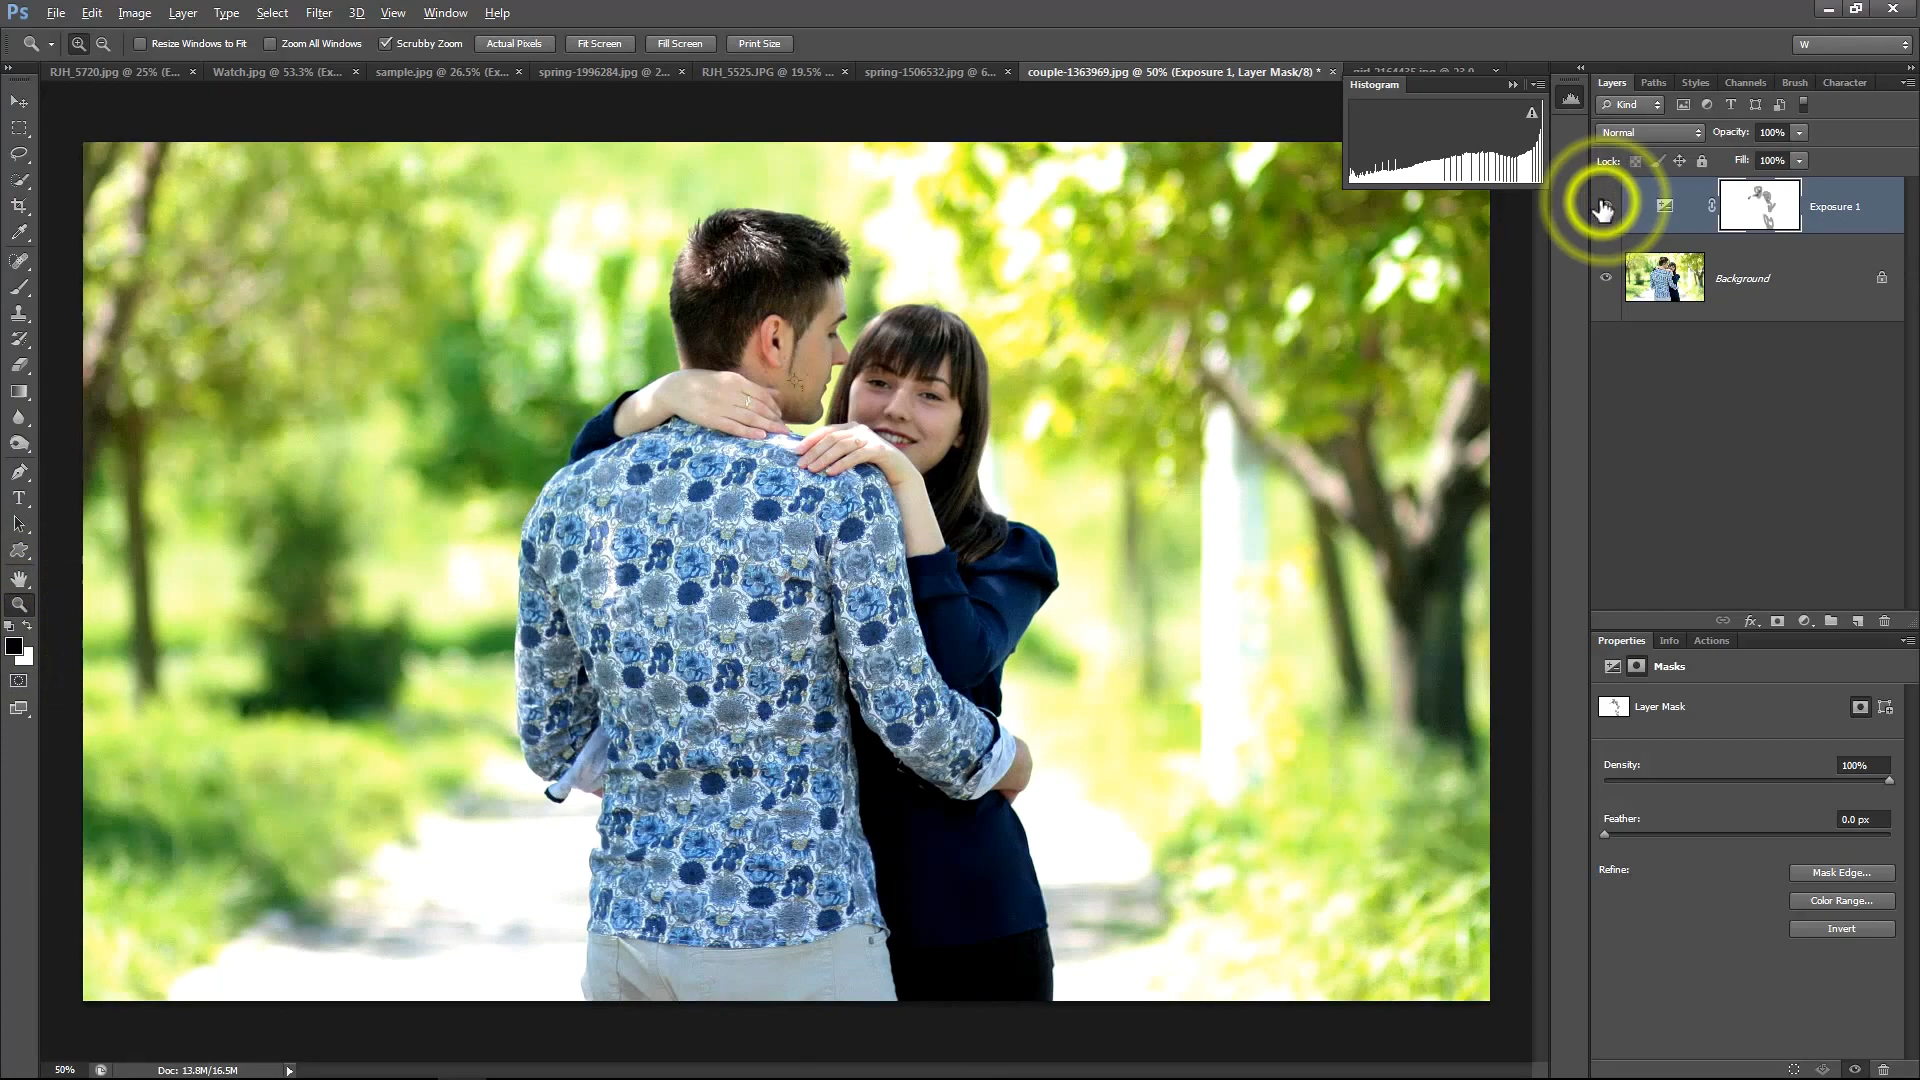 Ps File Edit Image Layer Type Select Filter 3D View Window Help
Resize Windows to Fit Zoom All Windows Scrubby Zoom Actual Pixels Fit Screen Fill Screen Print Size W
RJH_5720.jpg @ 25% (E... × Watch.jpg @ 53.3% (Ex... × sample.jpg @ 26.5% (Ex... × spring-1996284.jpg @ 2... × RJH_5525.JPG @ 19.5% ... × spring-1506532.jpg @ 6... × couple-1363969.jpg @ 50% (Exposure 1, Layer Mask/8) * ×
Histogram
Layers Paths Styles Channels Brush Character
Kind
Normal Opacity: 100%
Lock: Fill: 100%
Exposure 1
Background
Properties Info Actions
Masks
Layer Mask
Density: 100%
Feather: 0.0 px
Refine: Mask Edge...
Color Range...
Invert
50% Doc: 13.8M/16.5M